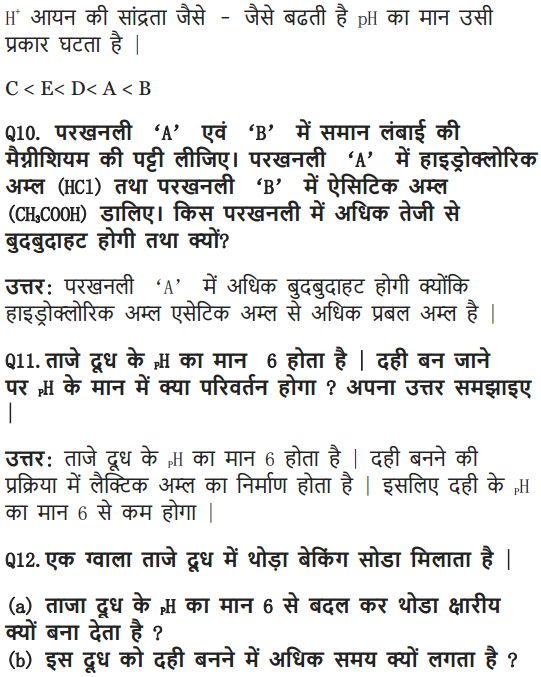 H⁺ आयन की सांद्रता जैसे - जैसे बढती है pH का मान उसी
प्रकार घटता है |
C < E< D< A < B
Q10. परखनली ‘A’ एवं ‘B’ में समान लंबाई की
मैग्नीशियम की पट्टी लीजिए। परखनली ‘A’ में हाइड्रोक्लोरिक
अम्ल (HCl) तथा परखनली ‘B’ में ऐसिटिक अम्ल
(CH₃COOH) डालिए। किस परखनली में अधिक तेजी से
बुदबुदाहट होगी तथा क्यों?
उत्तर: परखनली ‘A’ में अधिक बुदबुदाहट होगी क्योंकि
हाइड्रोक्लोरिक अम्ल एसेटिक अम्ल से अधिक प्रबल अम्ल है |
Q11. ताजे दूध के ₚH का मान 6 होता है | दही बन जाने
पर ₚH के मान में क्या परिवर्तन होगा ? अपना उत्तर समझाइए
|
उत्तर: ताजे दूध के ₚH का मान 6 होता है | दही बनने की
प्रक्रिया में लैक्टिक अम्ल का निर्माण होता है | इसलिए दही के ₚH
का मान 6 से कम होगा |
Q12. एक ग्वाला ताजे दूध में थोड़ा बेकिंग सोडा मिलाता है |
(a) ताजा दूध के ₚH का मान 6 से बदल कर थोडा क्षारीय
क्यों बना देता है ?
(b) इस दूध को दही बनने में अधिक समय क्यों लगता है ?